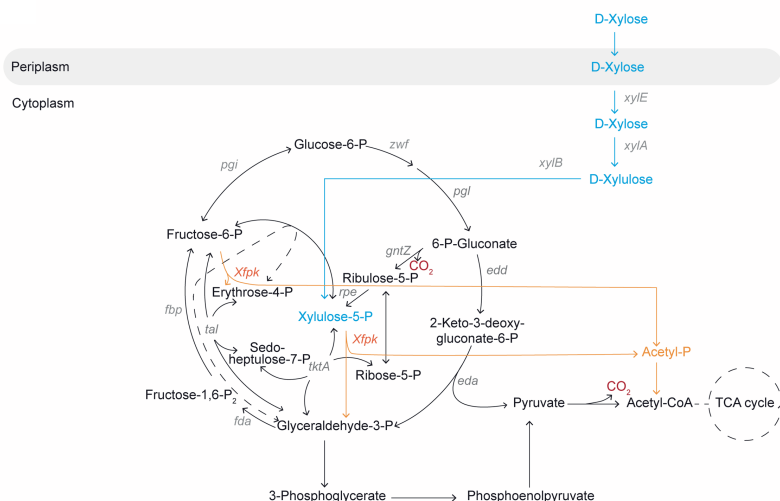 D-Xylose
Periplasm
D-Xylose
Cytoplasm
xylE
D-Xylose
xylA
Glucose-6-P
zwf
xylB
pgi
pgl
D-Xylulose
Fructose-6-P
gntZ
6-P-Gluconate
CO2
edd
Xfpk
Ribulose-5-P
Erythrose-4-P
rpe
fbp
Xylulose-5-P
2-Keto-3-deoxy-
gluconate-6-P
tal
Xfpk
Sedo-
heptulose-7-P
tktA
Acetyl-P
Ribose-5-P
eda
CO2
Fructose-1,6-P2
Pyruvate
Acetyl-CoA
TCA cycle
fda
Glyceraldehyde-3-P
3-Phosphoglycerate
Phosphoenolpyruvate